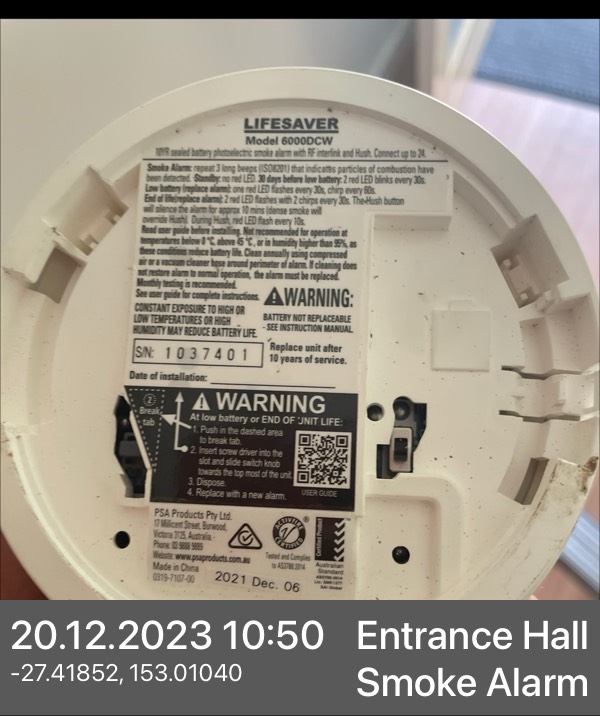 LIFESAVER
Model 6000DCW
10YR sealed battery photoelectric smoke alarm with RF interlink and Hush. Connect up to 24.
Smoke Alarm: repeat 3 long beeps (ISO8201) that indicates particles of combustion have
been detected. Standby: no red LED. 30 days before low battery: 2 red LED blinks every 30s.
Low battery (replace alarm): one red LED flashes every 30s, chirp every 60s.
End of life(replace alarm): 2 red LED flashes with 2 chirps every 30s. The Hush button
will silence the alarm for approx 10 mins (dense smoke will
override Hush). During Hush, red LED flash every 10s.
Read user guide before installing. Not recommended for operation at
temperatures below 0 °C, above 45 °C, or in humidity higher than 95%, as
these conditions reduce battery life. Clean annually using compressed
air or a vacuum cleaner hose around perimeter of alarm. If cleaning does
not restore alarm to normal operation, the alarm must be replaced.
Monthly testing is recommended.
See user guide for complete instructions.
CONSTANT EXPOSURE TO HIGH OR
LOW TEMPERATURES OR HIGH
HUMIDITY MAY REDUCE BATTERY LIFE.
WARNING:
BATTERY NOT REPLACEABLE
- SEE INSTRUCTION MANUAL
S/N: 1037401
Replace unit after
10 years of service.
Date of installation:
2
Break
tab
WARNING
At low battery or END OF UNIT LIFE:
1. Push in the dashed area
to break tab.
2. Insert screw driver into the
slot and slide switch knob
towards the top most of the unit.
3. Dispose.
4. Replace with a new alarm.
USER GUIDE
PSA Products Pty Ltd.
17 Millicent Street, Burwood,
Victoria 3125, Australia.
Phone: 03 9888 9889
Website: www.psaproducts.com.au
Made in China
0319-7107-00
2021 Dec. 06
ACTIVFIRE
CERTIFIED
Tested and Complies
to AS3786:2014
Certified Product
Australian
Standard
AS3786:2014
20.12.2023 10:50
-27.41852, 153.01040
Entrance Hall
Smoke Alarm